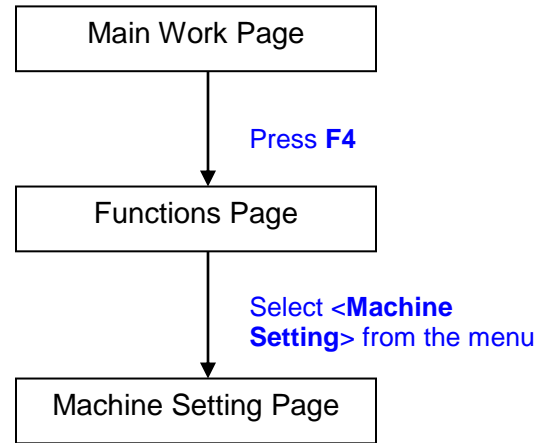 Main Work Page
Press F4
Functions Page
Select <Machine
Setting> from the menu
Machine Setting Page